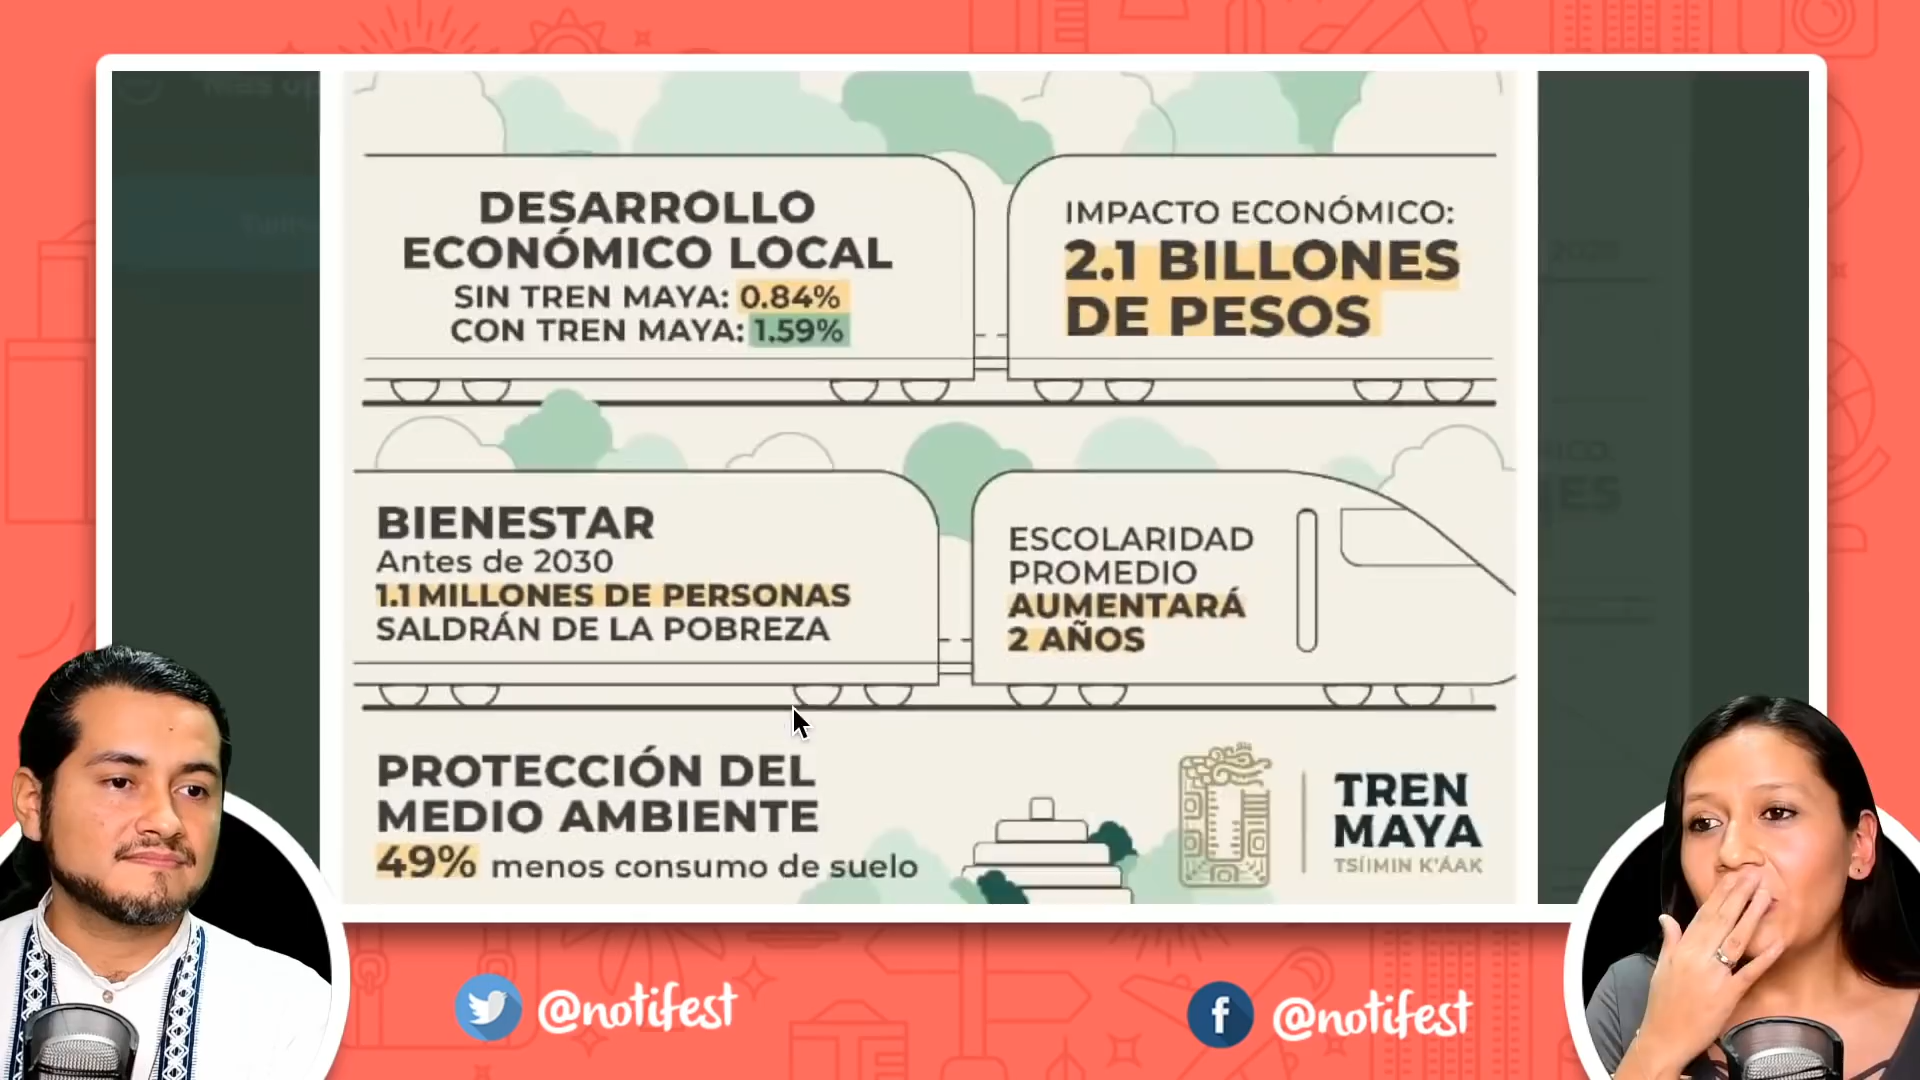 DESARROLLO
ECONÓMICO LOCAL
SIN TREN MAYA: 0.84%
CON TREN MAYA: 1.59%
IMPACTO ECONÓMICO:
2.1 BILLONES
DE PESOS
BIENESTAR
Antes de 2030
1.1 MILLONES DE PERSONAS
SALDRÁN DE LA POBREZA
ESCOLARIDAD
PROMEDIO
AUMENTARÁ
2 AÑOS
PROTECCIÓN DEL
MEDIO AMBIENTE
49% menos consumo de suelo
TREN
MAYA
TSÍIMIN K'ÁAK
@notifest
@notifest